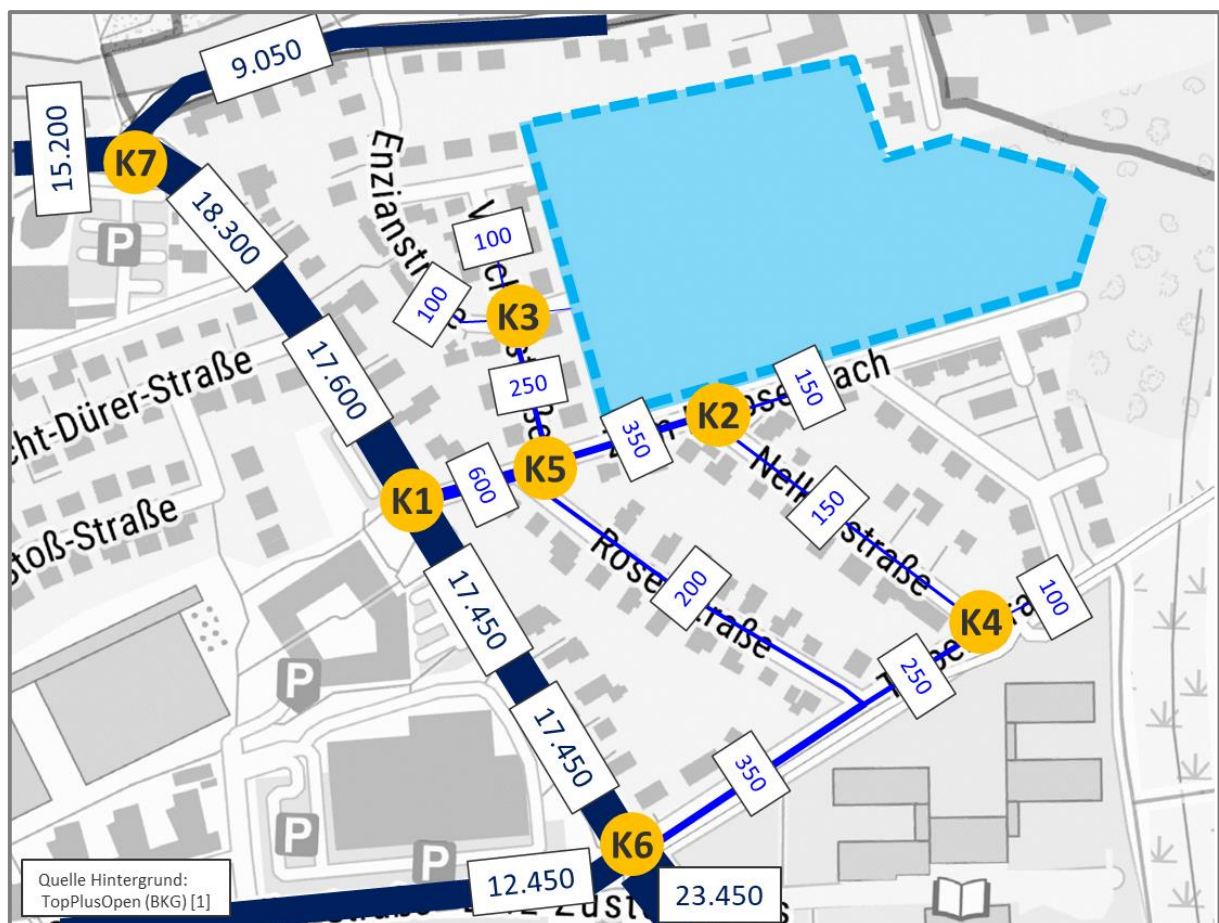 9.050
15.200
K7
18.300
Enzianstr
100
100
K3
17.600
250
cht-Dürer-Straße
150
350
K2
K5
600
K1
toß-Straße
150
straße
17.450
Rose
200
straße
K4
100
250
P
P
P
P
17.450
350
K6
12.450
23.450
Quelle Hintergrund:
TopPlusOpen (BKG) [1]